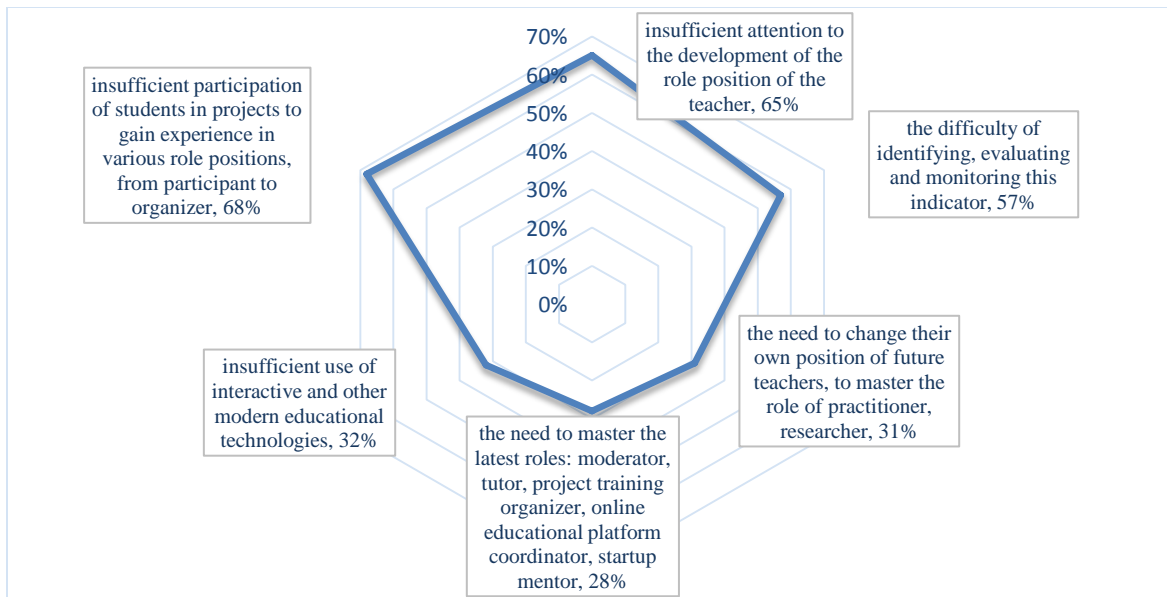 70%
60%
50%
40%
30%
20%
10%
0%
insufficient attention to
the development of the
role position of the
teacher, 65%
the difficulty of
identifying, evaluating
and monitoring this
indicator, 57%
the need to change their
own position of future
teachers, to master the
role of practitioner,
researcher, 31%
the need to master the
latest roles: moderator,
tutor, project training
organizer, online
educational platform
coordinator, startup
mentor, 28%
insufficient use of
interactive and other
modern educational
technologies, 32%
insufficient participation
of students in projects to
gain experience in
various role positions,
from participant to
organizer, 68%